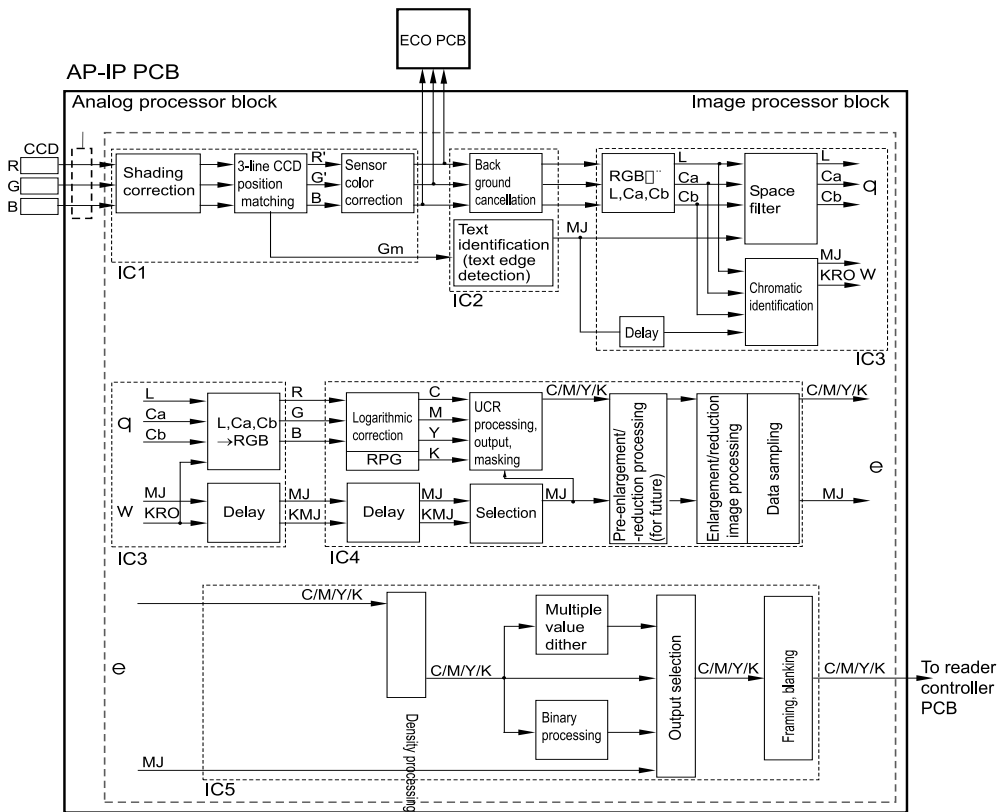 ECO PCB
AP-IP PCB
Analog processor block
Image processor block
CCD
R
G
B
Shading
correction
3-line CCD
position
matching
R'
G'
B
Sensor
color
correction
Back
ground
cancellation
RGB
L,Ca,Cb
L
Ca
Cb
Space
filter
L
Ca
Cb
q
Gm
Text
identification
(text edge
detection)
MJ
Chromatic
identification
MJ
KRO
W
Delay
IC1
IC2
IC3
q
L
Ca
Cb
W
MJ
KRO
L,Ca,Cb
→RGB
Delay
R
G
B
MJ
KMJ
IC3
Logarithmic
correction
RPG
Delay
C
M
Y
K
MJ
KMJ
UCR
processing,
output,
masking
Selection
C/M/Y/K
MJ
Pre-enlargement/
-reduction processing
(for future)
Enlargement/reduction
image processing
Data sampling
C/M/Y/K
MJ
e
IC4
e
C/M/Y/K
MJ
Density processing
C/M/Y/K
Multiple
value
dither
Binary
processing
Output selection
C/M/Y/K
Framing, blanking
C/M/Y/K
To reader
controller
PCB
IC5